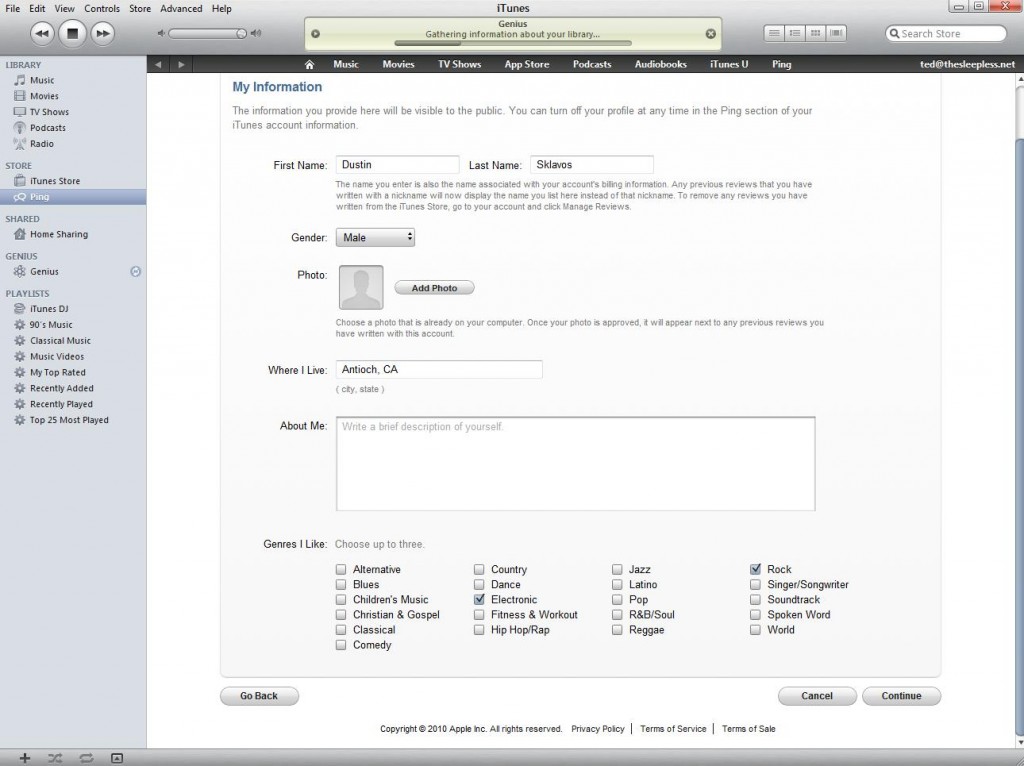 File Edit View Controls Store Advanced Help
iTunes
Genius
Gathering information about your library...
Search Store
LIBRARY
Music
Movies
TV Shows
Podcasts
Radio
STORE
iTunes Store
Ping
SHARED
Home Sharing
GENIUS
Genius
PLAYLISTS
iTunes DJ
90's Music
Classical Music
Music Videos
My Top Rated
Recently Added
Recently Played
Top 25 Most Played
Music Movies TV Shows App Store Podcasts Audiobooks iTunes U Ping ted@thesleepless.net
My Information
The information you provide here will be visible to the public. You can turn off your profile at any time in the Ping section of your
iTunes account information.
First Name: Dustin Last Name: Sklavos
The name you enter is also the name associated with your account's billing information. Any previous reviews that you have
written with a nickname will now display the name you list here instead of that nickname. To remove any reviews you have
written from the iTunes Store, go to your account and click Manage Reviews.
Gender: Male
Photo: Add Photo
Choose a photo that is already on your computer. Once your photo is approved, it will appear next to any previous reviews you
have written with this account.
Where I Live: Antioch, CA
( city, state )
About Me: Write a brief description of yourself.
Genres I Like: Choose up to three.
Alternative Country Jazz Rock
Blues Dance Latino Singer/Songwriter
Children's Music Electronic Pop Soundtrack
Christian & Gospel Fitness & Workout R&B/Soul Spoken Word
Classical Hip Hop/Rap Reggae World
Comedy
Go Back Cancel Continue
Copyright © 2010 Apple Inc. All rights reserved. Privacy Policy | Terms of Service | Terms of Sale